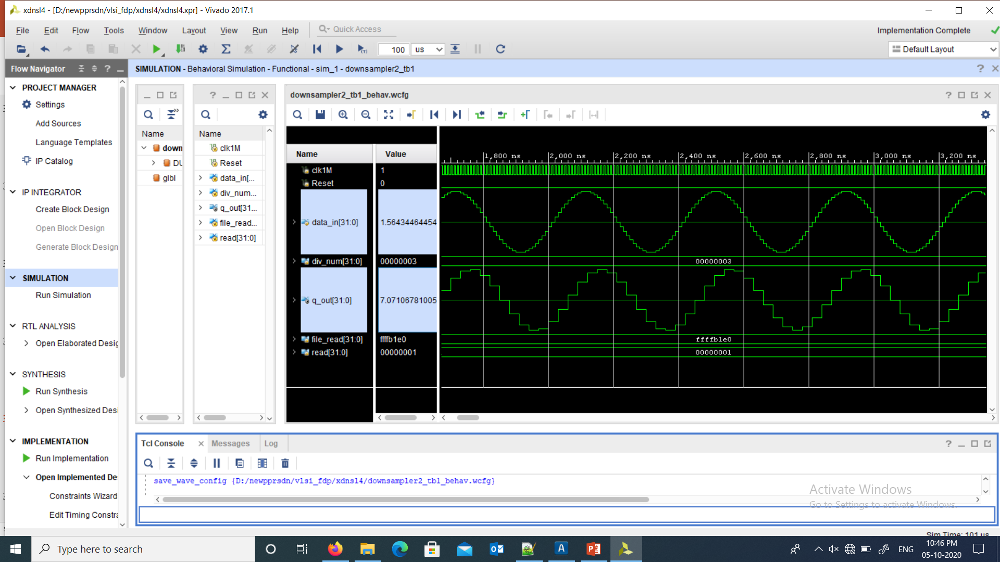 xdnsl4 - [D:/newpprsdn/vlsi_fdp/xdnsl4/xdnsl4.xpr] - Vivado 2017.1
File Edit Flow Tools Window Layout View Run Help Quick Access
Implementation Complete
100 us
Default Layout
Flow Navigator
SIMULATION - Behavioral Simulation - Functional - sim_1 - downsampler2_tb1
PROJECT MANAGER
Settings
Add Sources
Language Templates
IP Catalog
IP INTEGRATOR
Create Block Design
Open Block Design
Generate Block Design
SIMULATION
Run Simulation
RTL ANALYSIS
Open Elaborated Desig
SYNTHESIS
Run Synthesis
Open Synthesized Desi
IMPLEMENTATION
Run Implementation
Open Implemented De
Constraints Wizard
Edit Timing Constra
Name
down
DU
glbl
Name
clk1M
Reset
data_in[...
div_num...
q_out[31...
file_read...
read[31:0]
downsampler2_tb1_behav.wcfg
Name Value
clk1M 1
Reset 0
data_in[31:0] 1.56434464454
div_num[31:0] 00000003
q_out[31:0] 7.07106781005
file_read[31:0] ffffb1e0
read[31:0] 00000001
1,800 ns 2,000 ns 2,200 ns 2,400 ns 2,600 ns 2,800 ns 3,000 ns 3,200 ns
00000003
ffffb1e0
00000001
Tcl Console Messages Log
save_wave_config {D:/newpprsdn/vlsi_fdp/xdnsl4/downsampler2_tb1_behav.wcfg}
Activate Windows
Go to Settings to activate Windows.
Sim Time: 101 us
Type here to search
ENG
10:46 PM
05-10-2020